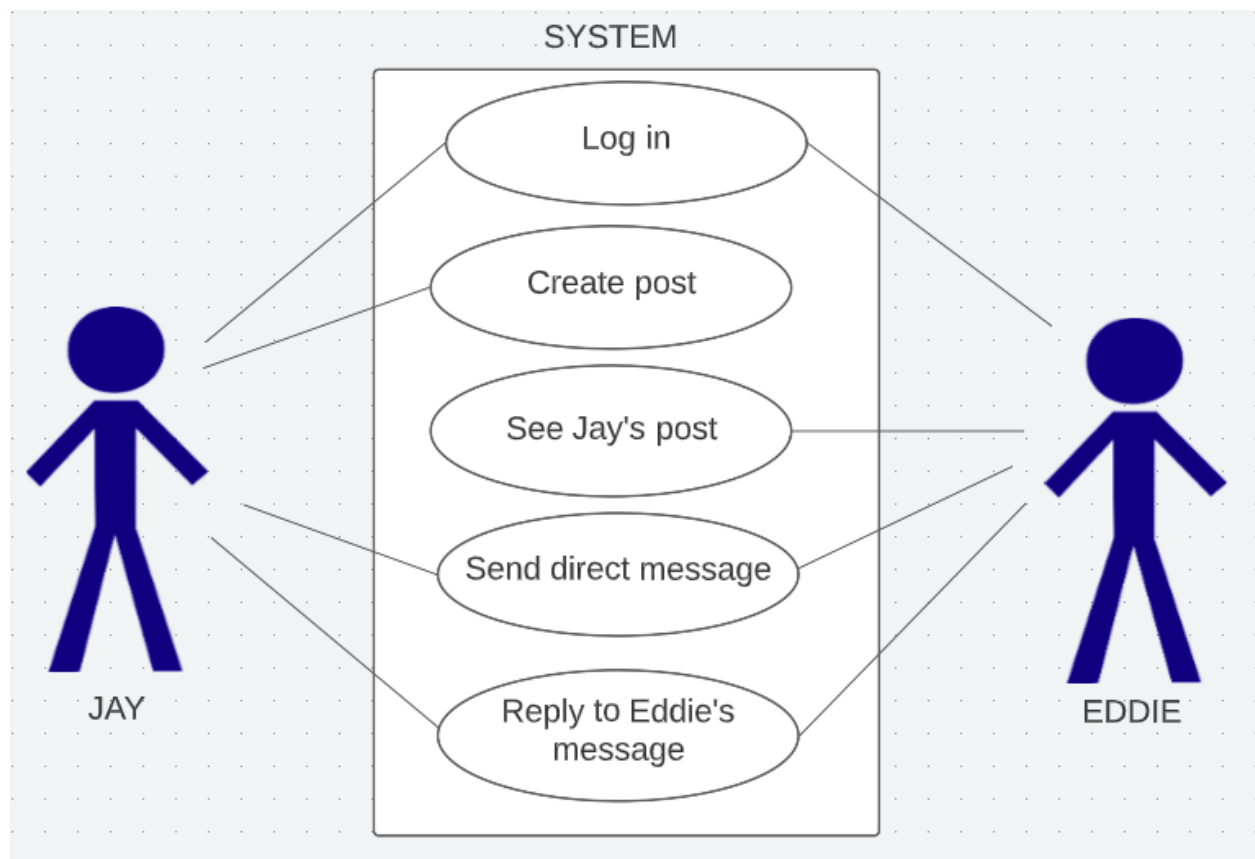 SYSTEM
Log in
Create post
See Jay's post
Send direct message
Reply to Eddie's
message
JAY
EDDIE